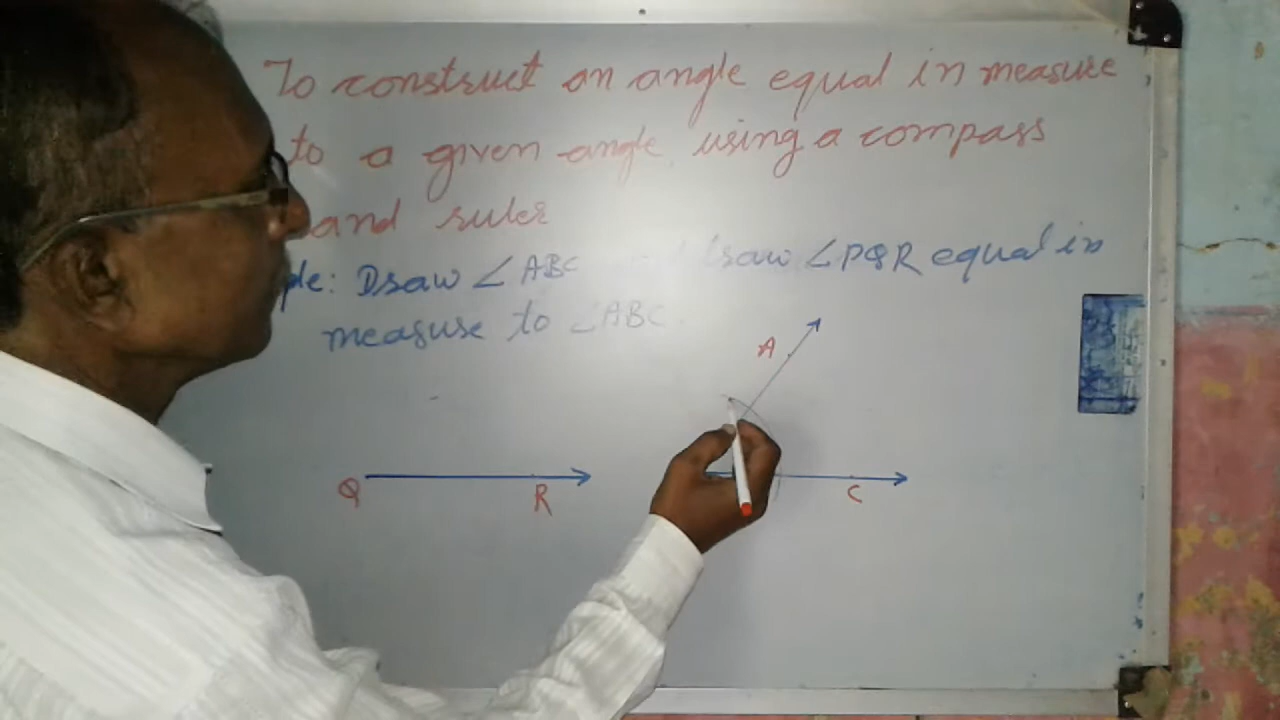 To construct an angle equal in measure
to a given angle using a compass
and ruler
ple: Draw ∠ABC draw ∠PQR equal in
measure to ∠ABC.
A
Q R C